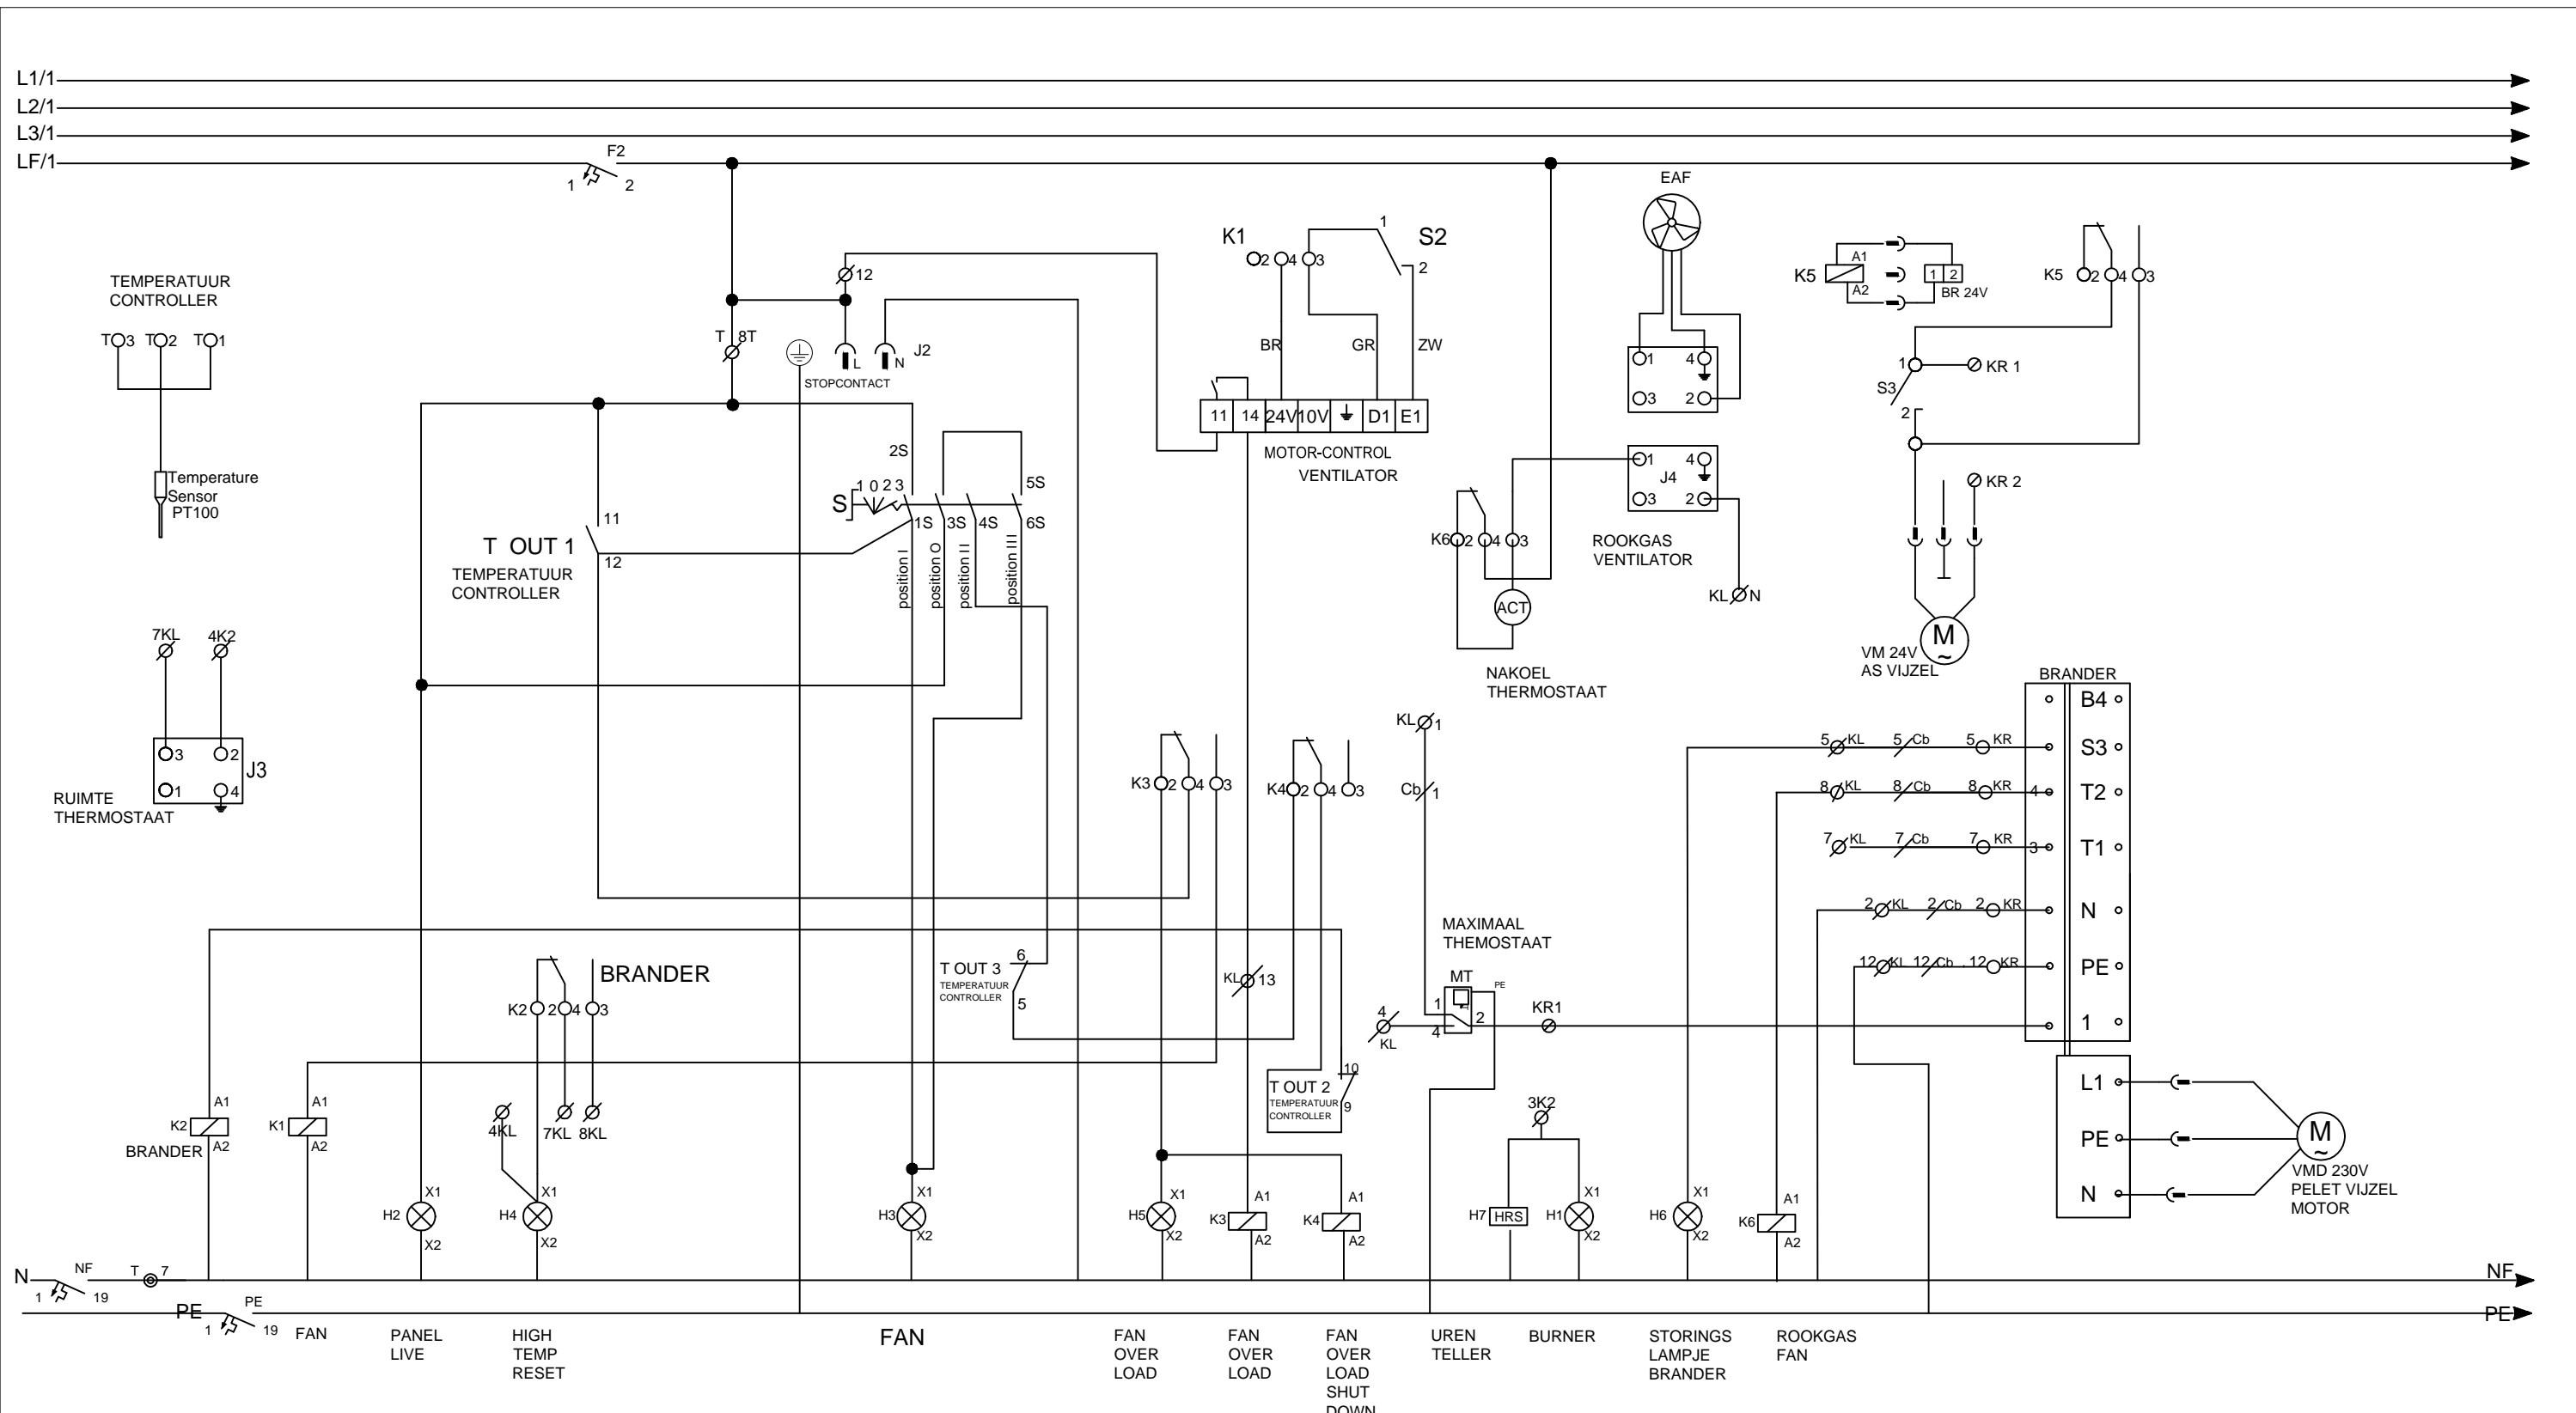 L1/1
L2/1
L3/1
LF/1
F2
1
2
EAF
K1
2
4
3
1
S2
2
BR
GR
ZW
11
14
24V
10V
D1
E1
MOTOR-CONTROL
VENTILATOR
12
T
8T
L
N
J2
STOPCONTACT
TEMPERATUUR
CONTROLLER
T
3
T
2
T
1
Temperature
Sensor
PT100
K5
A1
A2
1
2
BR 24V
K5
2
4
3
1
KR 1
S3
2
KR 2
VM 24V
AS VIJZEL
M
~
1
4
3
2
1
4
J4
3
2
ROOKGAS
VENTILATOR
KL
N
K6
2
4
3
ACT
NAKOEL
THERMOSTAAT
2S
5S
S
1 0 2 3
1S
3S
4S
6S
position I
position O
position II
position III
11
T OUT 1
12
TEMPERATUUR
CONTROLLER
7KL
4K2
3
2
J3
1
4
RUIMTE
THERMOSTAAT
K3
2
4
3
K4
2
4
3
KL
1
Cb
1
BRANDER
B4
5
KL
5
Cb
5
KR
S3
8
KL
8
Cb
8
KR
4
T2
7
KL
7
Cb
7
KR
3
T1
2
KL
2
Cb
2
KR
N
12
KL
12
Cb
12
KR
PE
1
MAXIMAAL
THEMOSTAAT
MT
PE
1
2
4
4
KL
KR1
BRANDER
K2
2
4
3
4KL
7KL
8KL
T OUT 3
TEMPERATUUR
CONTROLLER
6
5
KL
13
T OUT 2
TEMPERATUUR
CONTROLLER
10
9
L1
PE
N
M
~
VMD 230V
PELET VIJZEL
MOTOR
K2
A1
A2
BRANDER
K1
A1
A2
H2
X1
X2
H4
X1
X2
H3
X1
X2
H5
X1
X2
K3
A1
A2
K4
A1
A2
3K2
H7
HRS
H1
X1
X2
H6
X1
X2
K6
A1
A2
N
NF
1
19
T
7
NF
PE
PE
1
19
PE
FAN
PANEL
LIVE
HIGH
TEMP
RESET
FAN
FAN
OVER
LOAD
FAN
OVER
LOAD
FAN
OVER
LOAD
SHUT
DOWN
UREN
TELLER
BURNER
STORINGS
LAMPJE
BRANDER
ROOKGAS
FAN